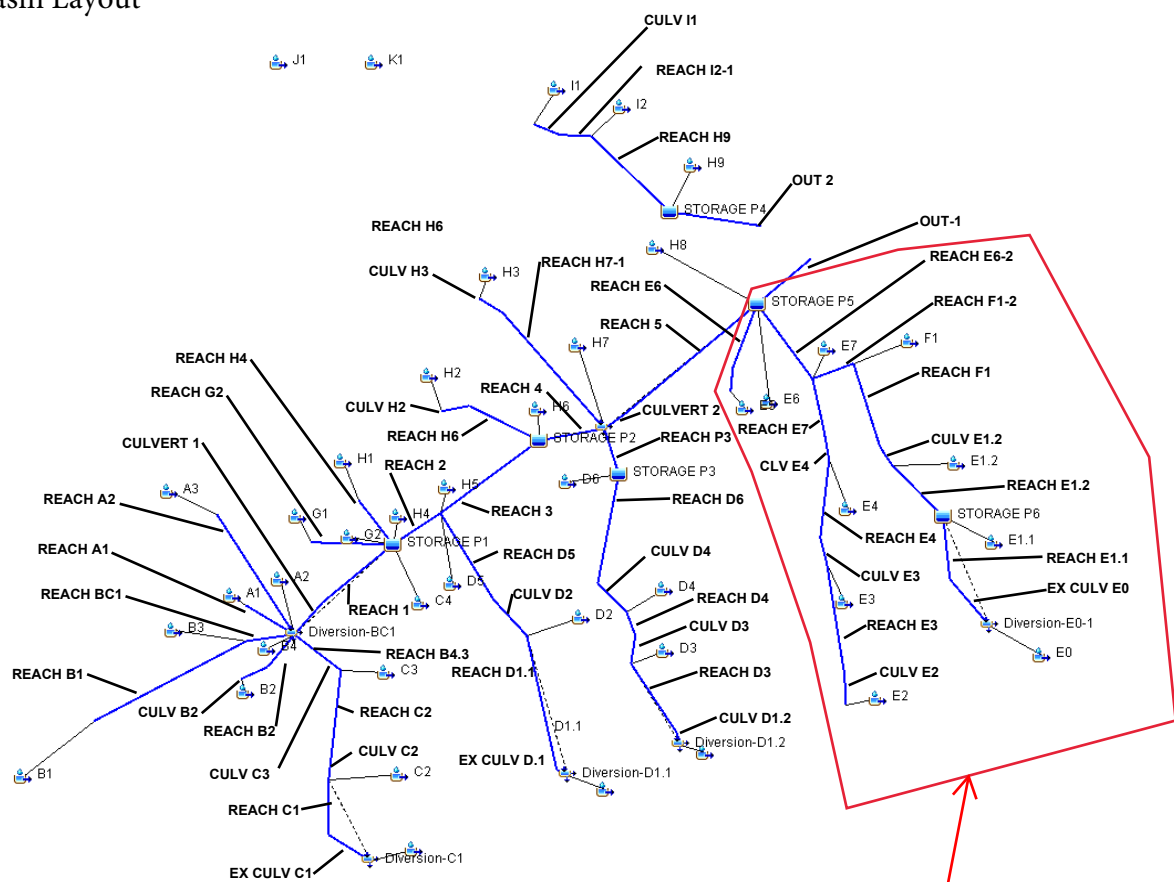 CULV I1
J1
K1
REACH I2-1
I1
I2
REACH H9
H9
OUT 2
STORAGE P4
REACH H6
OUT-1
H8
REACH E6-2
CULV H3
H3
REACH H7-1
REACH E6
STORAGE P5
REACH F1-2
REACH 5
F1
REACH H4
H7
E7
REACH F1
H2
REACH G2
REACH 4
E6
CULV H2
H6
CULVERT 2
REACH E7
REACH H6
STORAGE P2
REACH P3
CULV E1.2
CULVERT 1
H1
REACH 2
CLV E4
E1.2
STORAGE P3
REACH A2
A3
H5
D6
REACH D6
REACH E1.2
REACH 3
G1
H4
E4
STORAGE P6
G2
STORAGE P1
REACH E4
E1.1
REACH A1
REACH D5
CULV D4
REACH E1.1
A2
CULV E3
D5
REACH BC1
A1
REACH 1
C4
CULV D2
D4
EX CULV E0
REACH D4
E3
D2
B3
Diversion-BC1
CULV D3
REACH E3
Diversion-E0-1
B4
REACH B4.3
D3
E0
REACH B1
C3
REACH D1.1
REACH D3
CULV E2
B2
E2
CULV B2
REACH C2
REACH B2
D1.1
CULV D1.2
Diversion-D1.2
CULV C2
CULV C3
EX CULV D.1
B1
C2
Diversion-D1.1
REACH C1
Diversion-C1
EX CULV C1